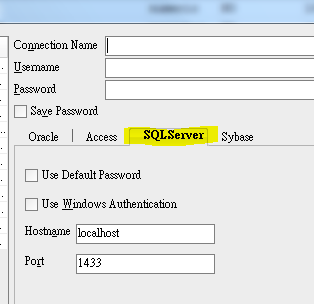 Connection Name
Username
Password
Save Password
Oracle Access SQLServer Sybase
Use Default Password
Use Windows Authentication
Hostname localhost
Port 1433